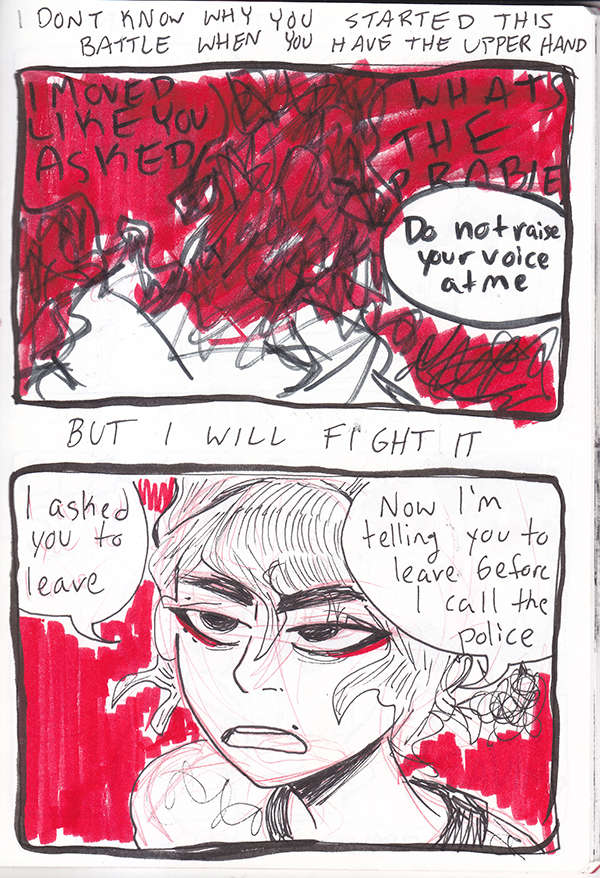 I DONT KNOW WHY YOU STARTED THIS
BATTLE WHEN YOU HAVE THE UPPER HAND
I MOVED
LIKE YOU
ASKED
WHATS
THE
PROBLE
Do not raise
your voice
at me
BUT I WILL FIGHT IT
I asked
you to
leave
Now I'm
telling you to
leave before
I call the
police